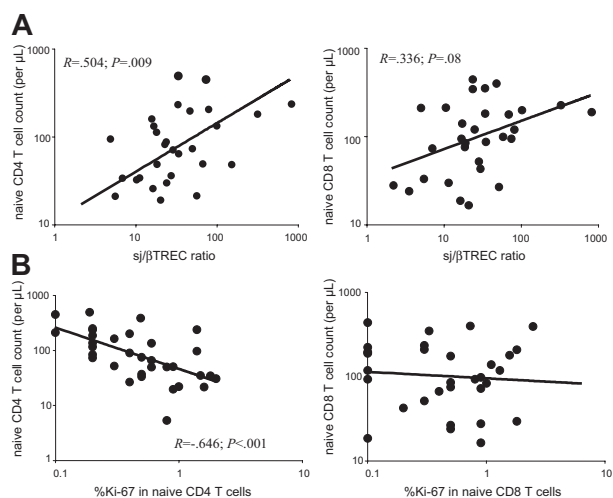 A
naive CD4 T cell count (per µL)
1000
100
10
R=.504; P=.009
1 10 100 1000
sj/βTREC ratio
naive CD8 T cell count (per µL)
1000
100
10
R=.336; P=.08
1 10 100 1000
sj/βTREC ratio
B
naive CD4 T cell count (per µL)
1000
100
10
1
R=-.646; P<.001
0.1 1 10
%Ki-67 in naive CD4 T cells
naive CD8 T cell count (per µL)
1000
100
10
0.1 1 10
%Ki-67 in naive CD8 T cells